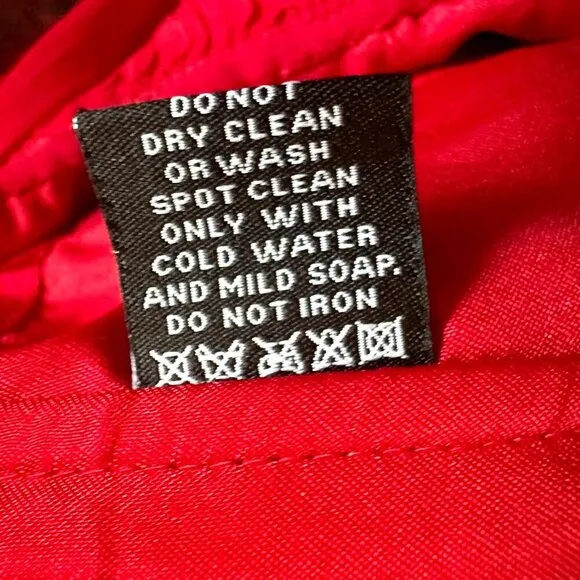 DO NOT
DRY CLEAN
OR WASH
SPOT CLEAN
ONLY WITH
COLD WATER
AND MILD SOAP.
DO NOT IRON